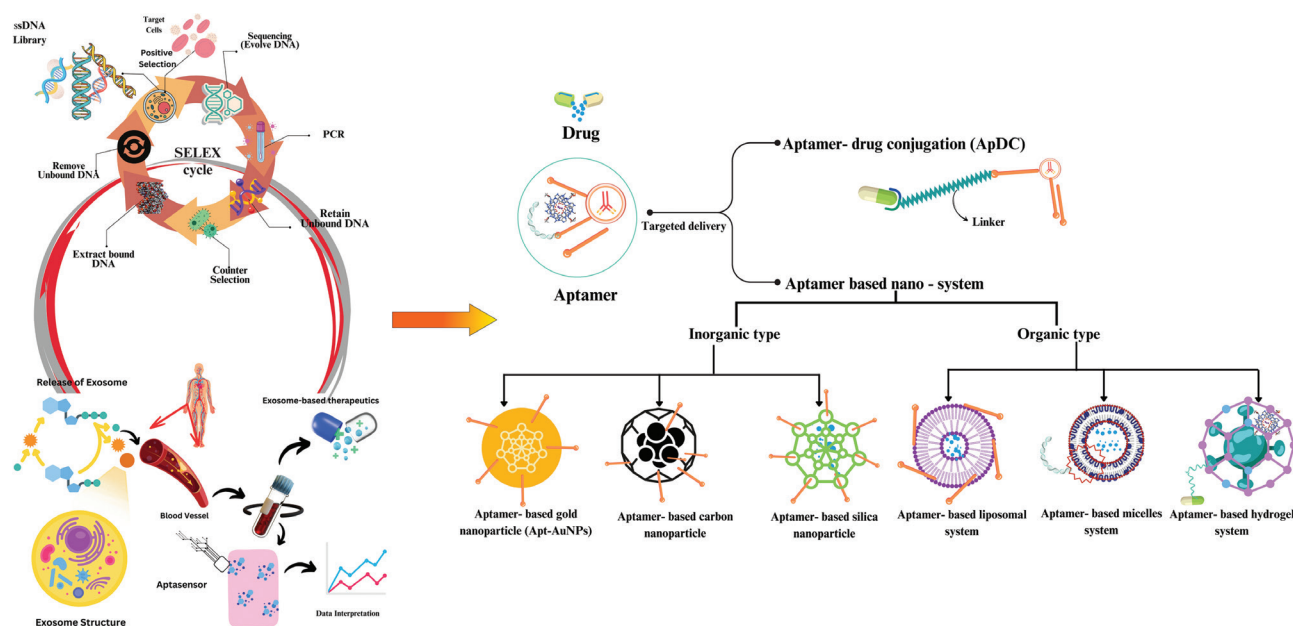 ssDNA
Library
Target
Cells
Positive
Selection
Sequencing
(Evolve DNA)
PCR
SELEX
cycle
Remove
Unbound DNA
Retain
Unbound DNA
Extract bound
DNA
Counter
Selection
Release of Exosome
Exosome-based therapeutics
Blood Vessel
Aptasensor
Data Interpretation
Exosome Structure
Drug
Aptamer
Targeted delivery
Aptamer- drug conjugation (ApDC)
Linker
Aptamer based nano - system
Inorganic type
Organic type
Aptamer- based gold
nanoparticle (Apt-AuNPs)
Aptamer- based carbon
nanoparticle
Aptamer- based silica
nanoparticle
Aptamer- based liposomal
system
Aptamer- based micelles
system
Aptamer- based hydrogel
system